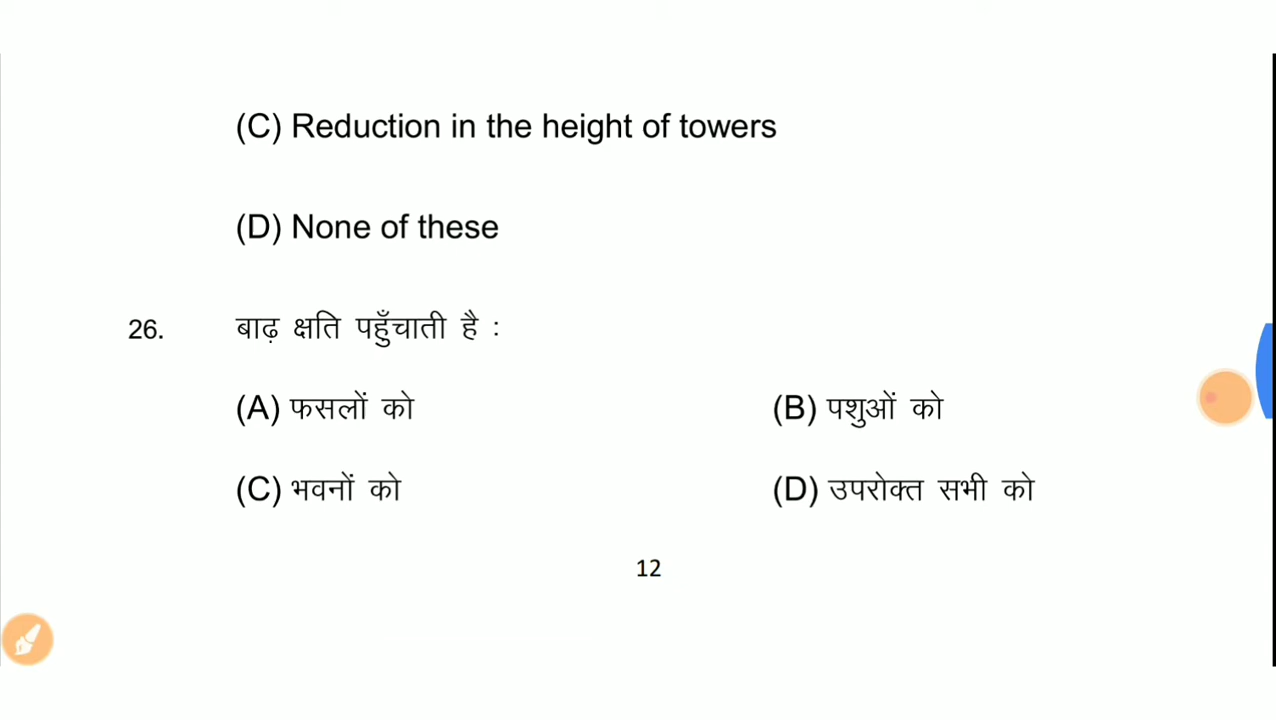 (C) Reduction in the height of towers
(D) None of these
26. बाढ़ क्षति पहुँचाती है :
(A) फसलों को (B) पशुओं को
(C) भवनों को (D) उपरोक्त सभी को
12